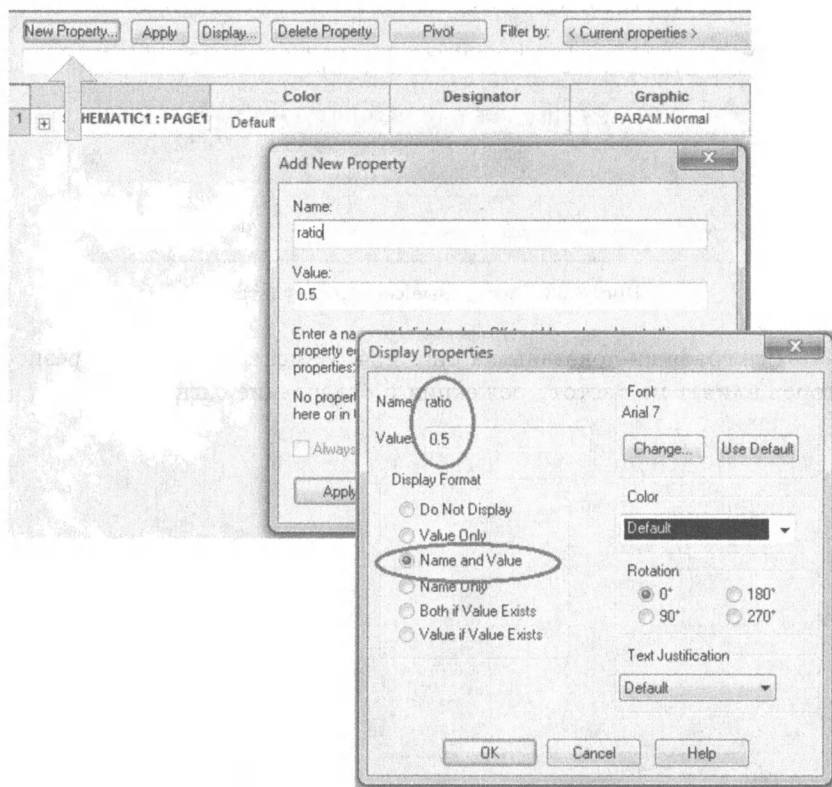 New Property... Apply Display... Delete Property Pivot Filter by: < Current properties >
Color Designator Graphic
1 HEMATIC1 : PAGE1 Default PARAM.Normal
Add New Property
Name:
ratio
Value:
0.5
Enter a na
property e
properties
No propert
here or in
Always
Apply
Display Properties
Name: ratio
Value: 0.5
Font
Arial 7
Change... Use Default
Display Format
Do Not Display
Value Only
Name and Value
Name Only
Both if Value Exists
Value if Value Exists
Color
Default
Rotation
0° 180°
90° 270°
Text Justification
Default
OK Cancel Help